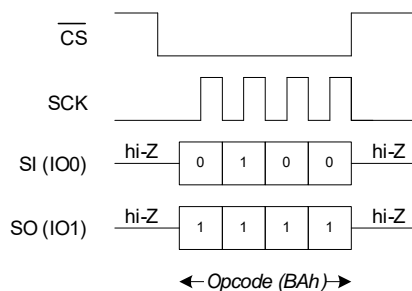 CS
SCK
hi-Z hi-Z
SI (IO0) 0 1 0 0
hi-Z hi-Z
SO (IO1) 1 1 1 1
Opcode (BAh)